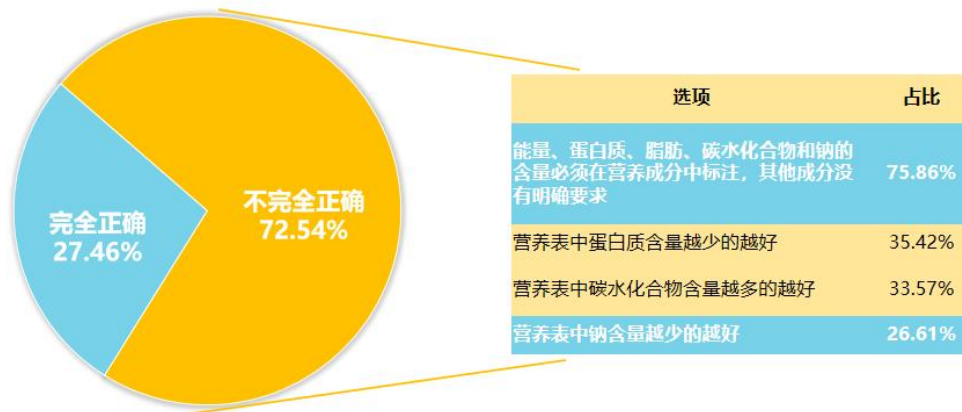 完全正确
27.46%
不完全正确
72.54%
选项 占比
能量、蛋白质、脂肪、碳水化合物和钠的
含量必须在营养成分中标注，其他成分没
有明确要求
75.86%
营养表中蛋白质含量越少的越好 35.42%
营养表中碳水化合物含量越多的越好 33.57%
营养表中钠含量越少的越好 26.61%